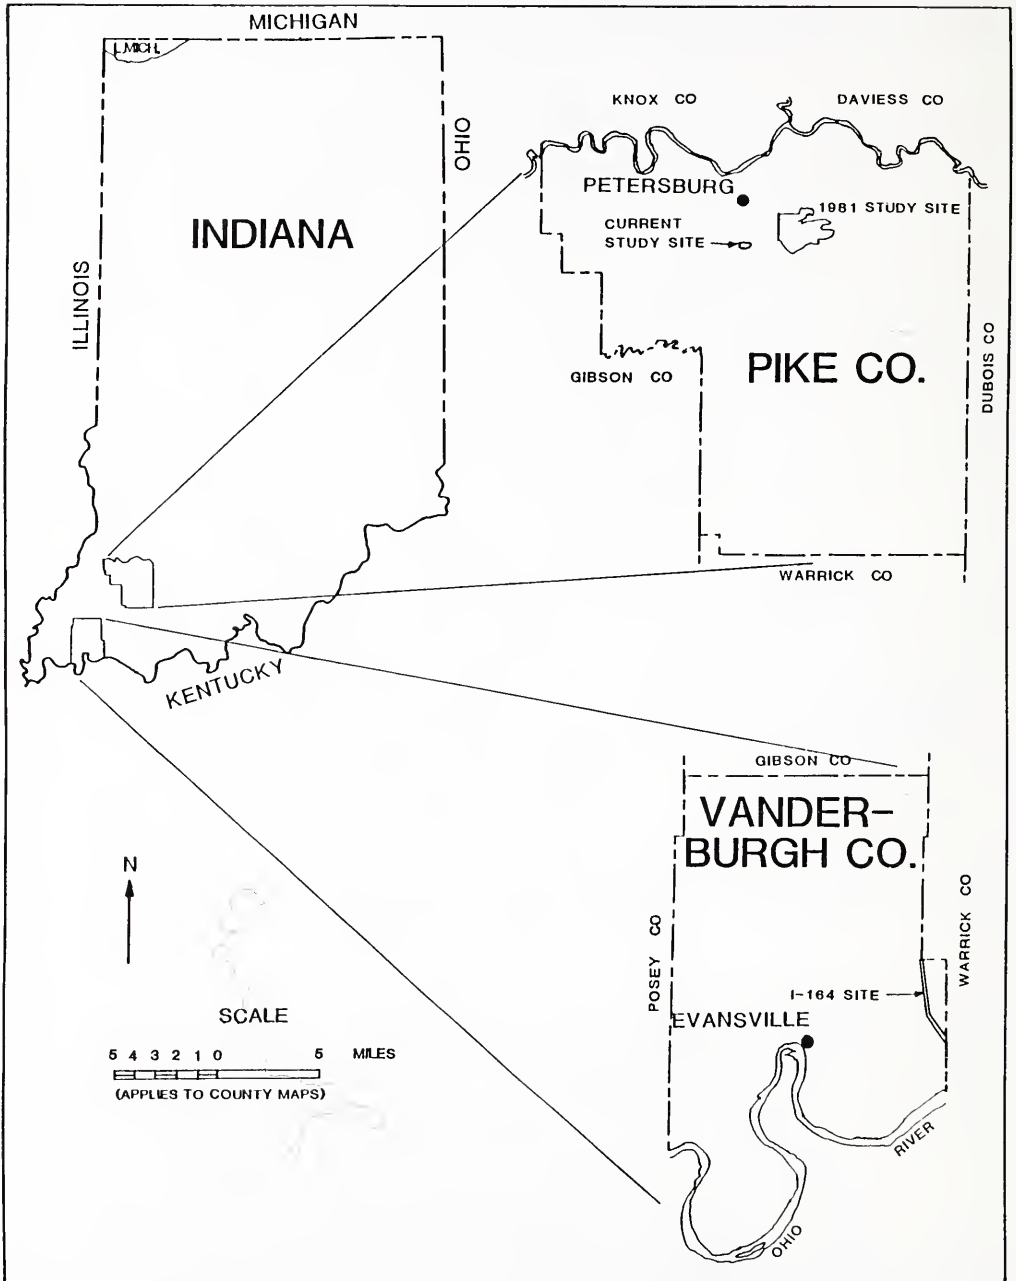 MICHIGAN
L. MICH.
OHIO
INDIANA
ILLINOIS
KENTUCKY
KNOX CO
DAVIESS CO
PETERSBURG
1981 STUDY SITE
CURRENT
STUDY SITE
GIBSON CO
PIKE CO.
DUBOIS CO
WARRICK CO
GIBSON CO
VANDER-
BURGH CO.
POSEY CO
WARRICK CO
I-164 SITE
EVANSVILLE
RIVER
OHIO
N
SCALE
5 4 3 2 1 0 5 MILES
(APPLIES TO COUNTY MAPS)